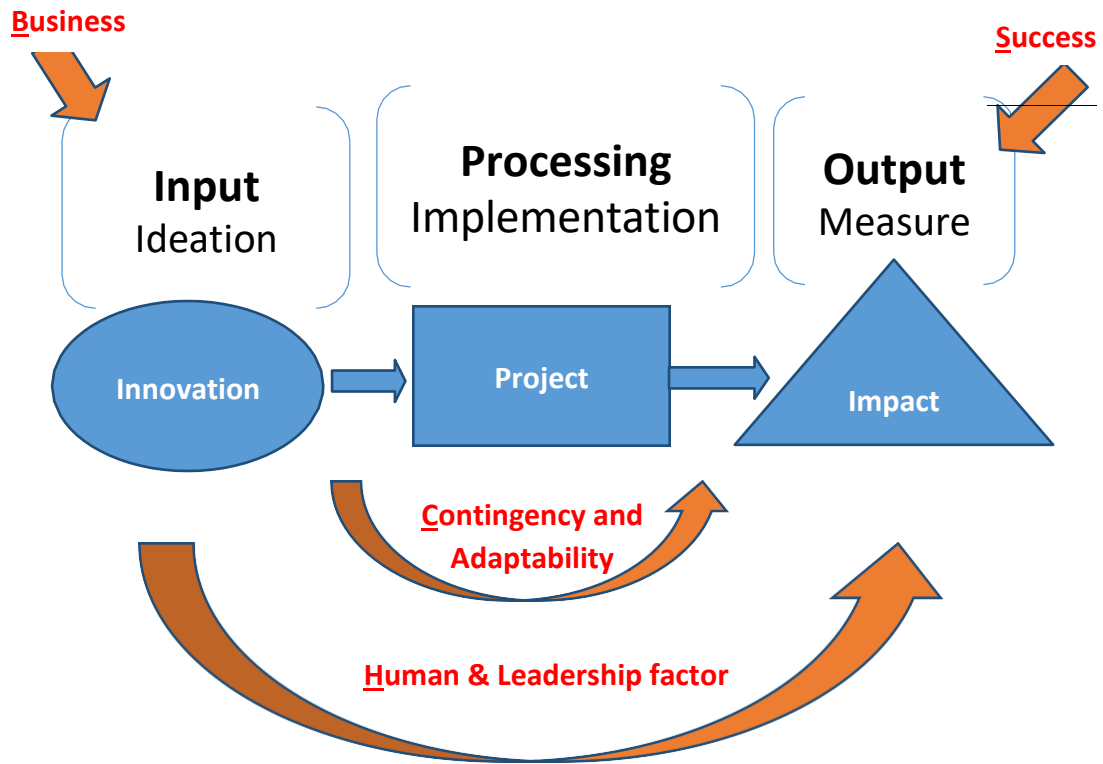 Business
Success
Input
Ideation
Processing
Implementation
Output
Measure
Innovation
Project
Impact
Contingency and
Adaptability
Human & Leadership factor